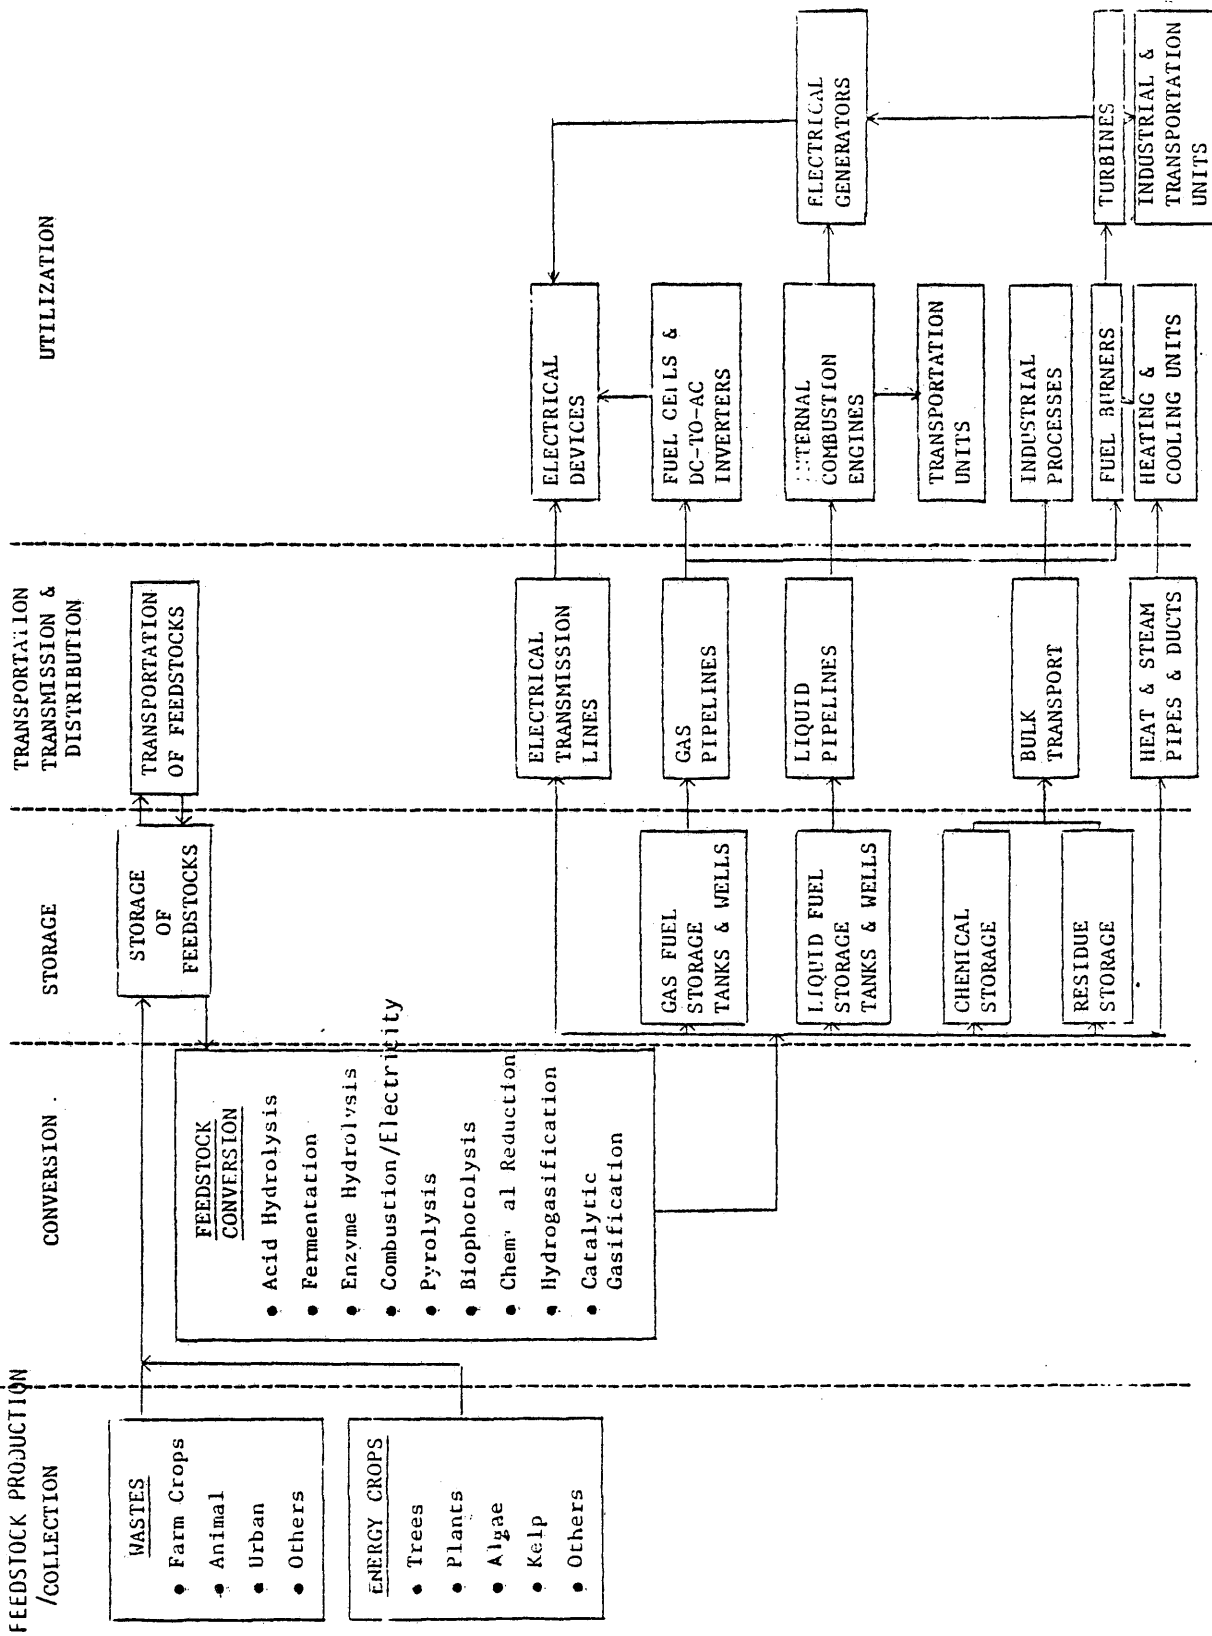 FEEDSTOCK PRODUCTION
/COLLECTION
CONVERSION
STORAGE
TRANSPORTATION
TRANSMISSION &
DISTRIBUTION
UTILIZATION
WASTES
• Farm Crops
• Animal
• Urban
• Others
ENERGY CROPS
• Trees
• Plants
• Algae
• Kelp
• Others
FEEDSTOCK
CONVERSION
• Acid Hydrolysis
• Fermentation
• Enzyme Hydrolysis
• Combustion/Electricity
• Pyrolysis
• Biophotolysis
• Chem al Reduction
• Hydrogasification
• Catalytic
Gasification
STORAGE
OF
FEEDSTOCKS
GAS FUEL
STORAGE
TANKS & WELLS
LIQUID FUEL
STORAGE
TANKS & WELLS
CHEMICAL
STORAGE
RESIDUE
STORAGE
TRANSPORTATION
OF FEEDSTOCKS
ELECTRICAL
TRANSMISSION
LINES
GAS
PIPELINES
LIQUID
PIPELINES
BULK
TRANSPORT
HEAT & STEAM
PIPES & DUCTS
ELECTRICAL
DEVICES
FUEL CELLS &
DC-TO-AC
INVERTERS
INTERNAL
COMBUSTION
ENGINES
TRANSPORTATION
UNITS
INDUSTRIAL
PROCESSES
FUEL BURNERS
HEATING &
COOLING UNITS
ELECTRICAL
GENERATORS
TURBINES
INDUSTRIAL &
TRANSPORTATION
UNITS